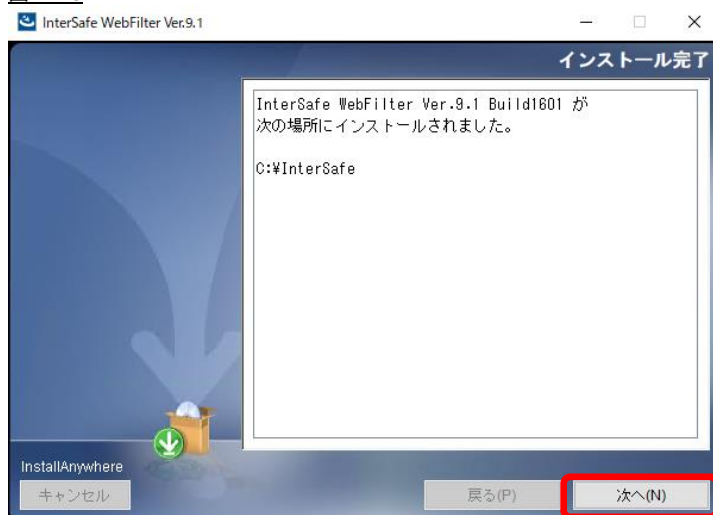 InterSafe WebFilter Ver.9.1
インストール完了
InterSafe WebFilter Ver.9.1 Build1601 が
次の場所にインストールされました。
C:¥InterSafe
InstallAnywhere
キャンセル
戻る(P)
次へ(N)